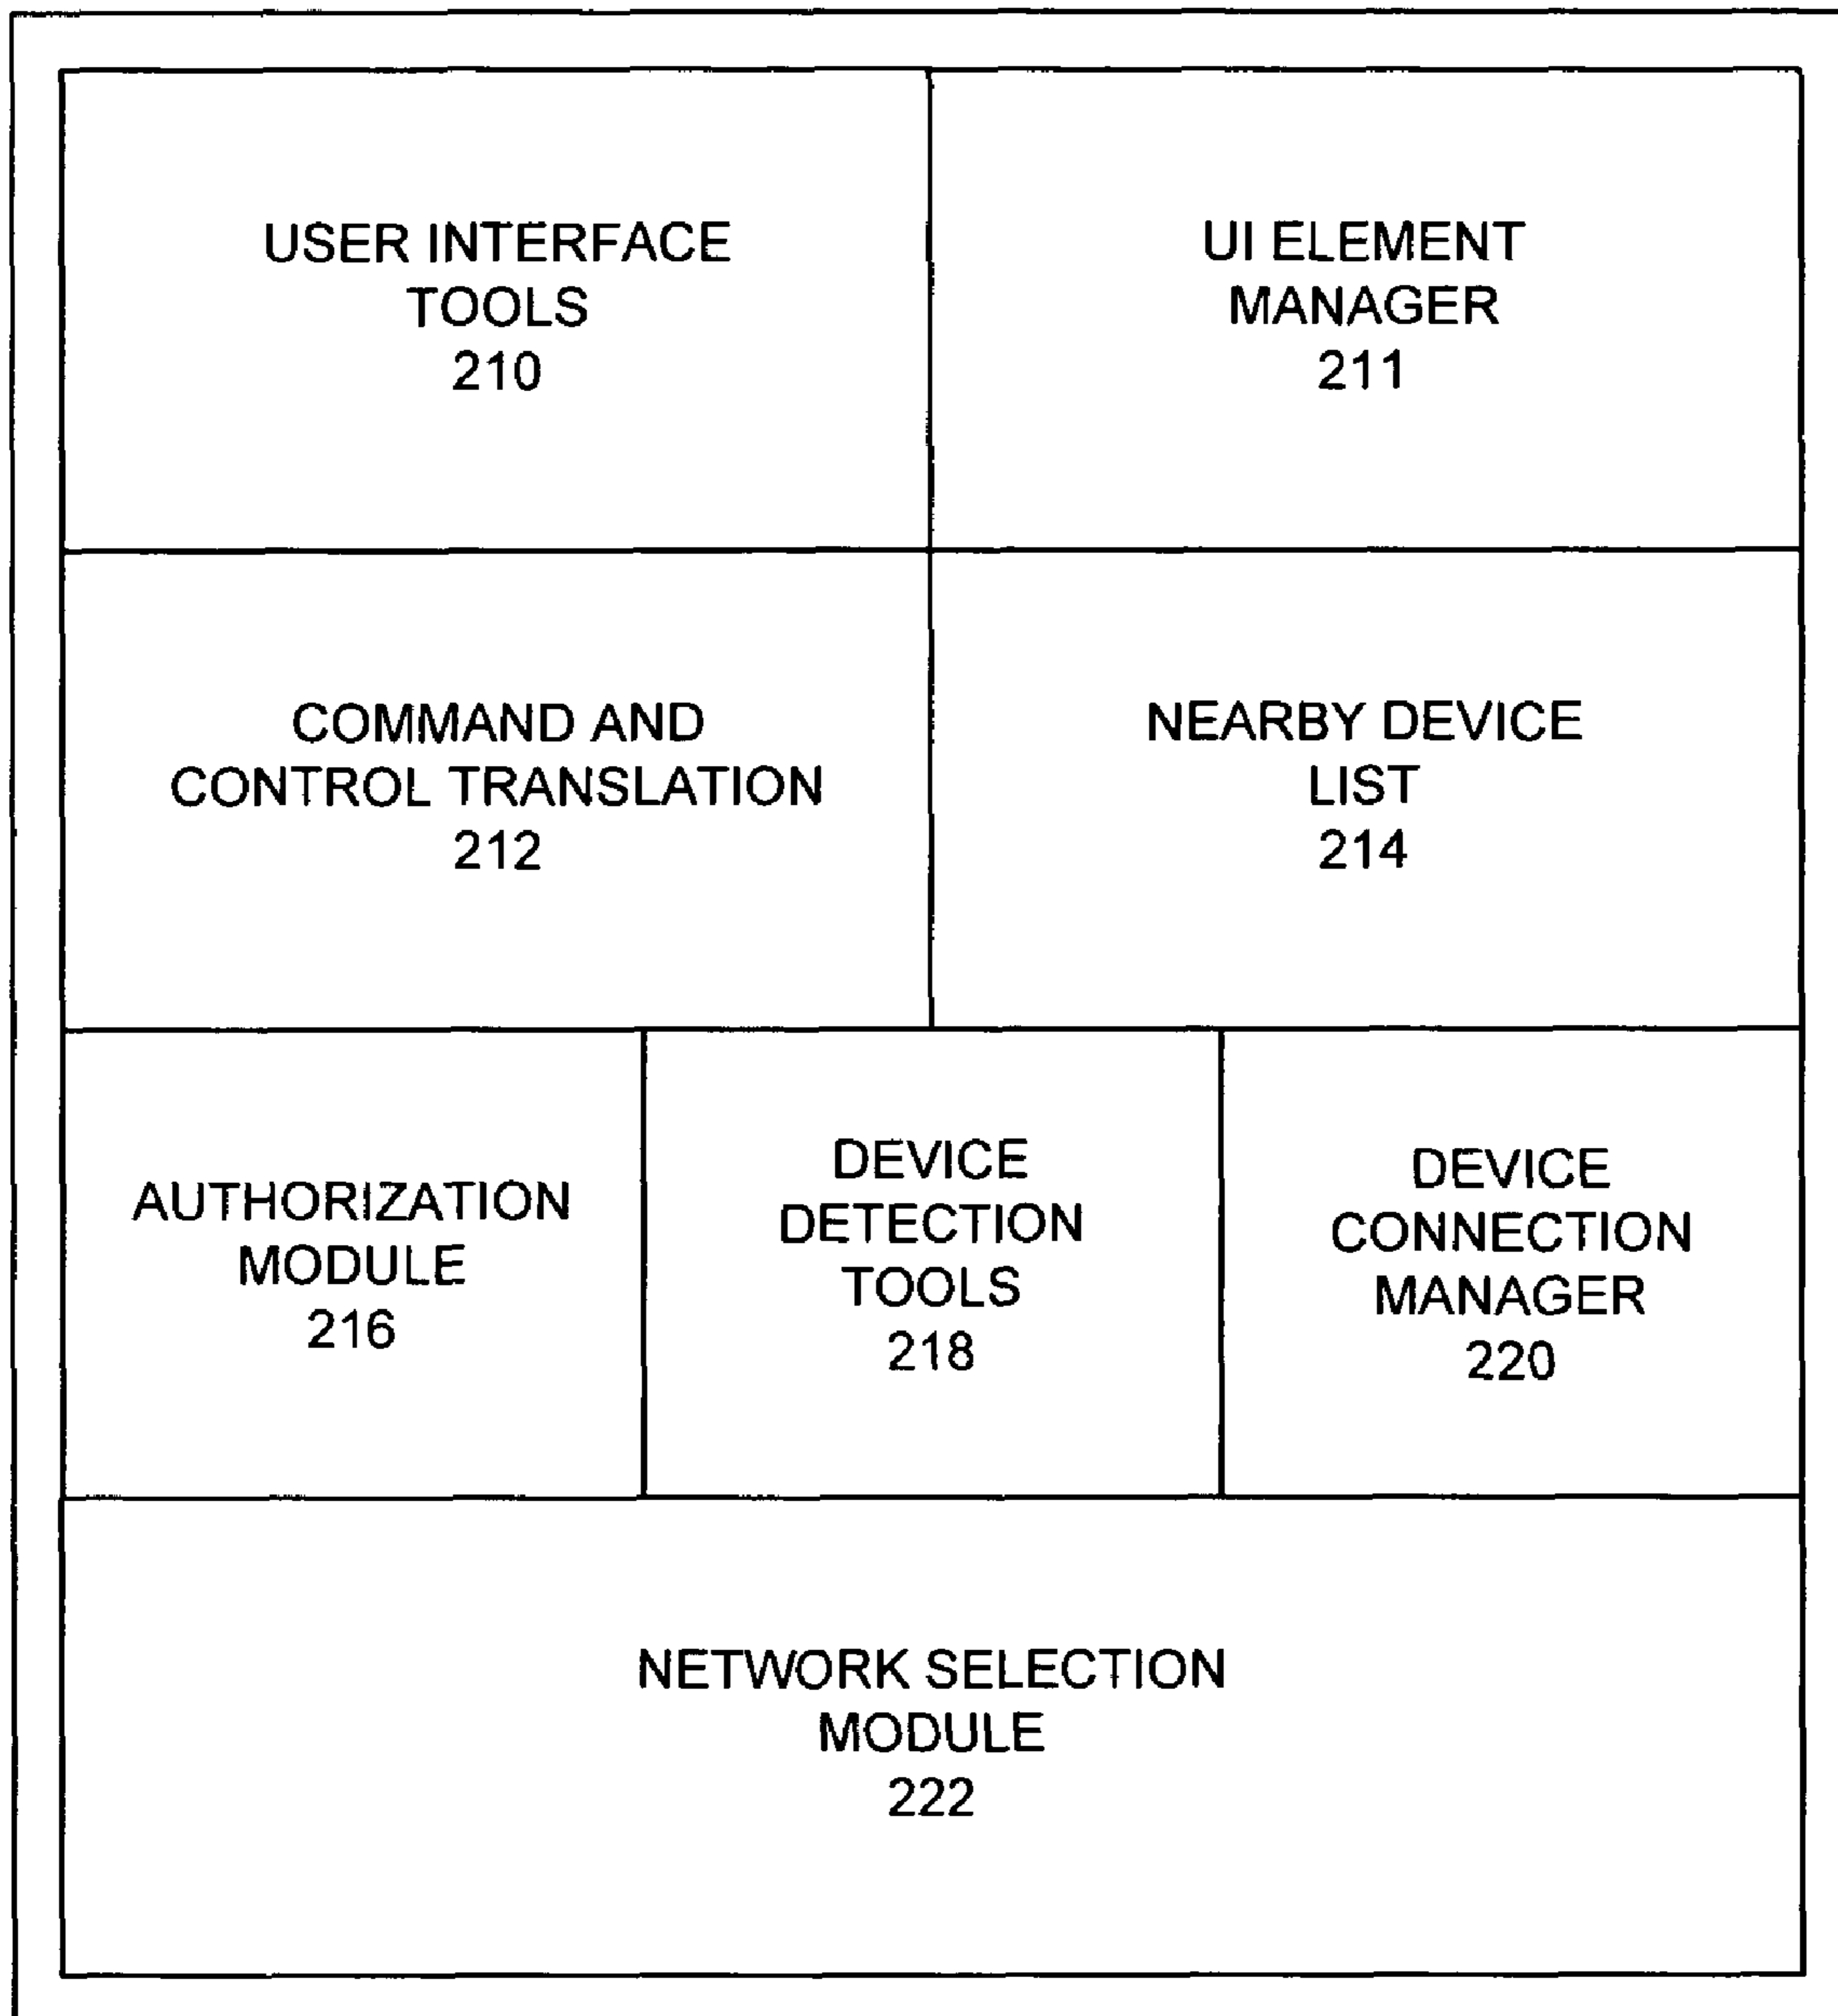 USER INTERFACE
TOOLS
210
UI ELEMENT
MANAGER
211
COMMAND AND
CONTROL TRANSLATION
212
NEARBY DEVICE
LIST
214
AUTHORIZATION
MODULE
216
DEVICE
DETECTION
TOOLS
218
DEVICE
CONNECTION
MANAGER
220
NETWORK SELECTION
MODULE
222